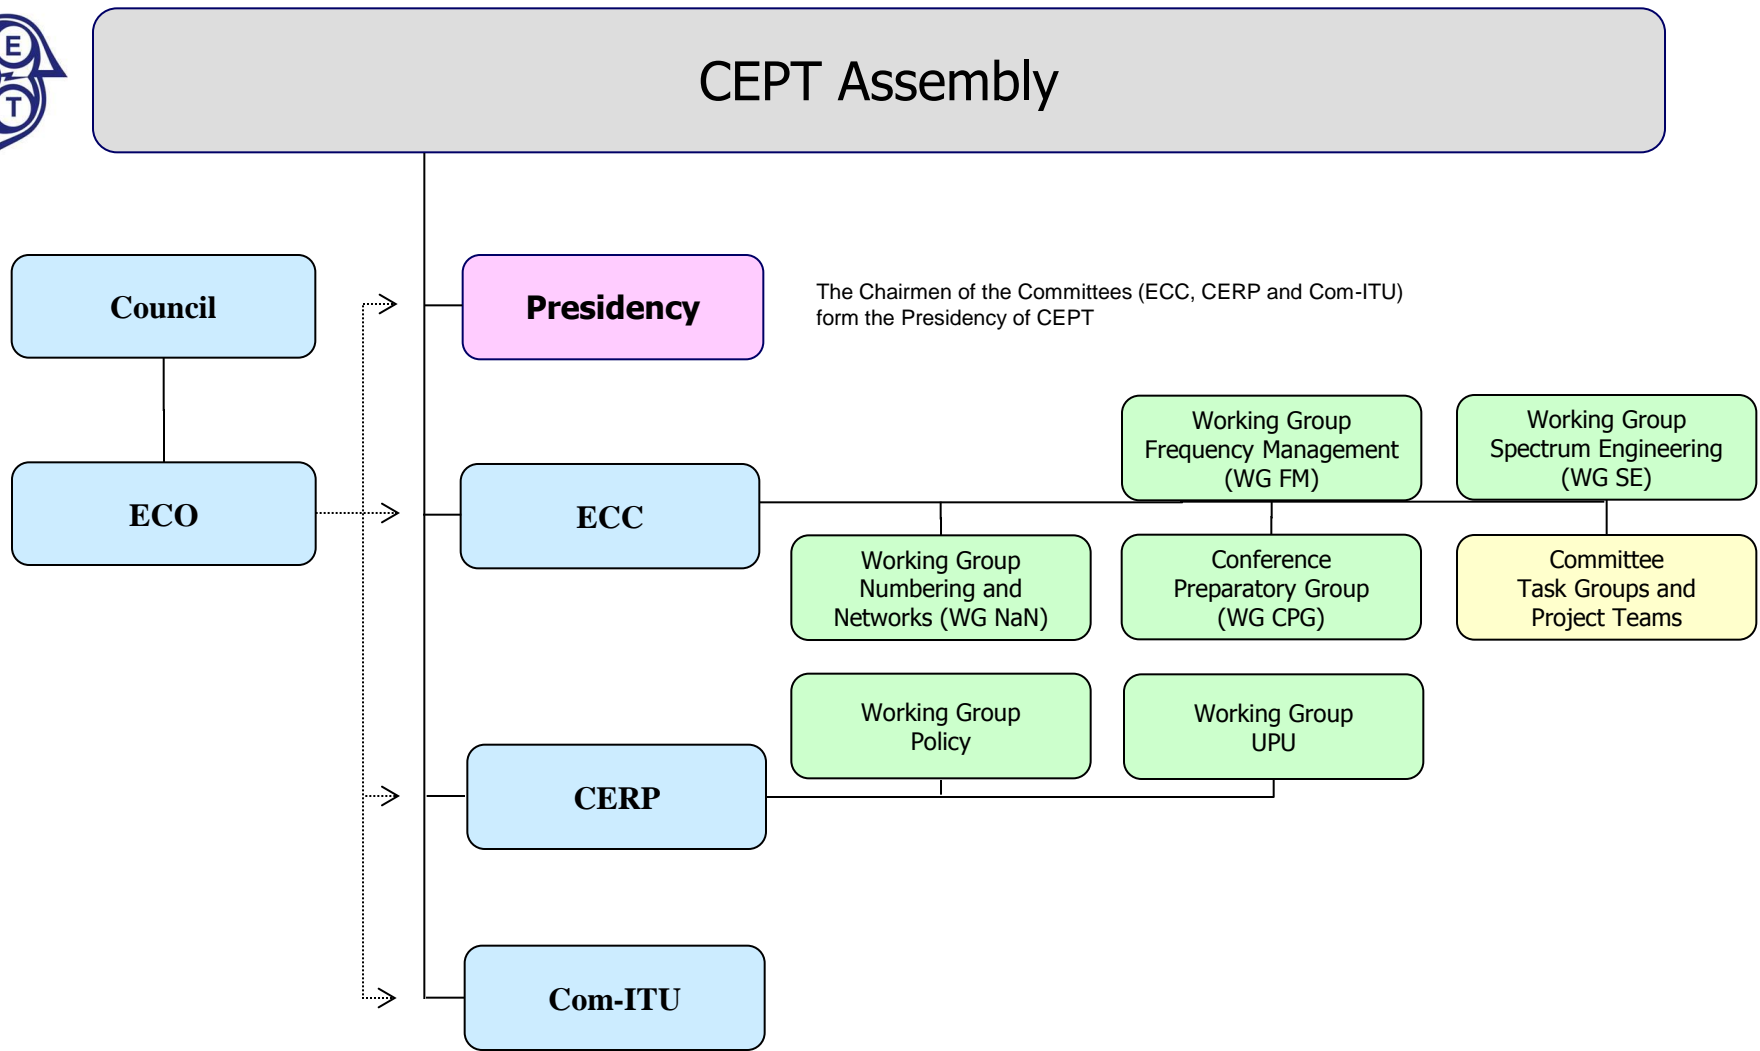 E
T
CEPT Assembly
Council
Presidency
The Chairmen of the Committees (ECC, CERP and Com-ITU)
form the Presidency of CEPT
Working Group
Frequency Management
(WG FM)
Working Group
Spectrum Engineering
(WG SE)
ECO
ECC
Working Group
Numbering and
Networks (WG NaN)
Conference
Preparatory Group
(WG CPG)
Committee
Task Groups and
Project Teams
Working Group
Policy
Working Group
UPU
CERP
Com-ITU